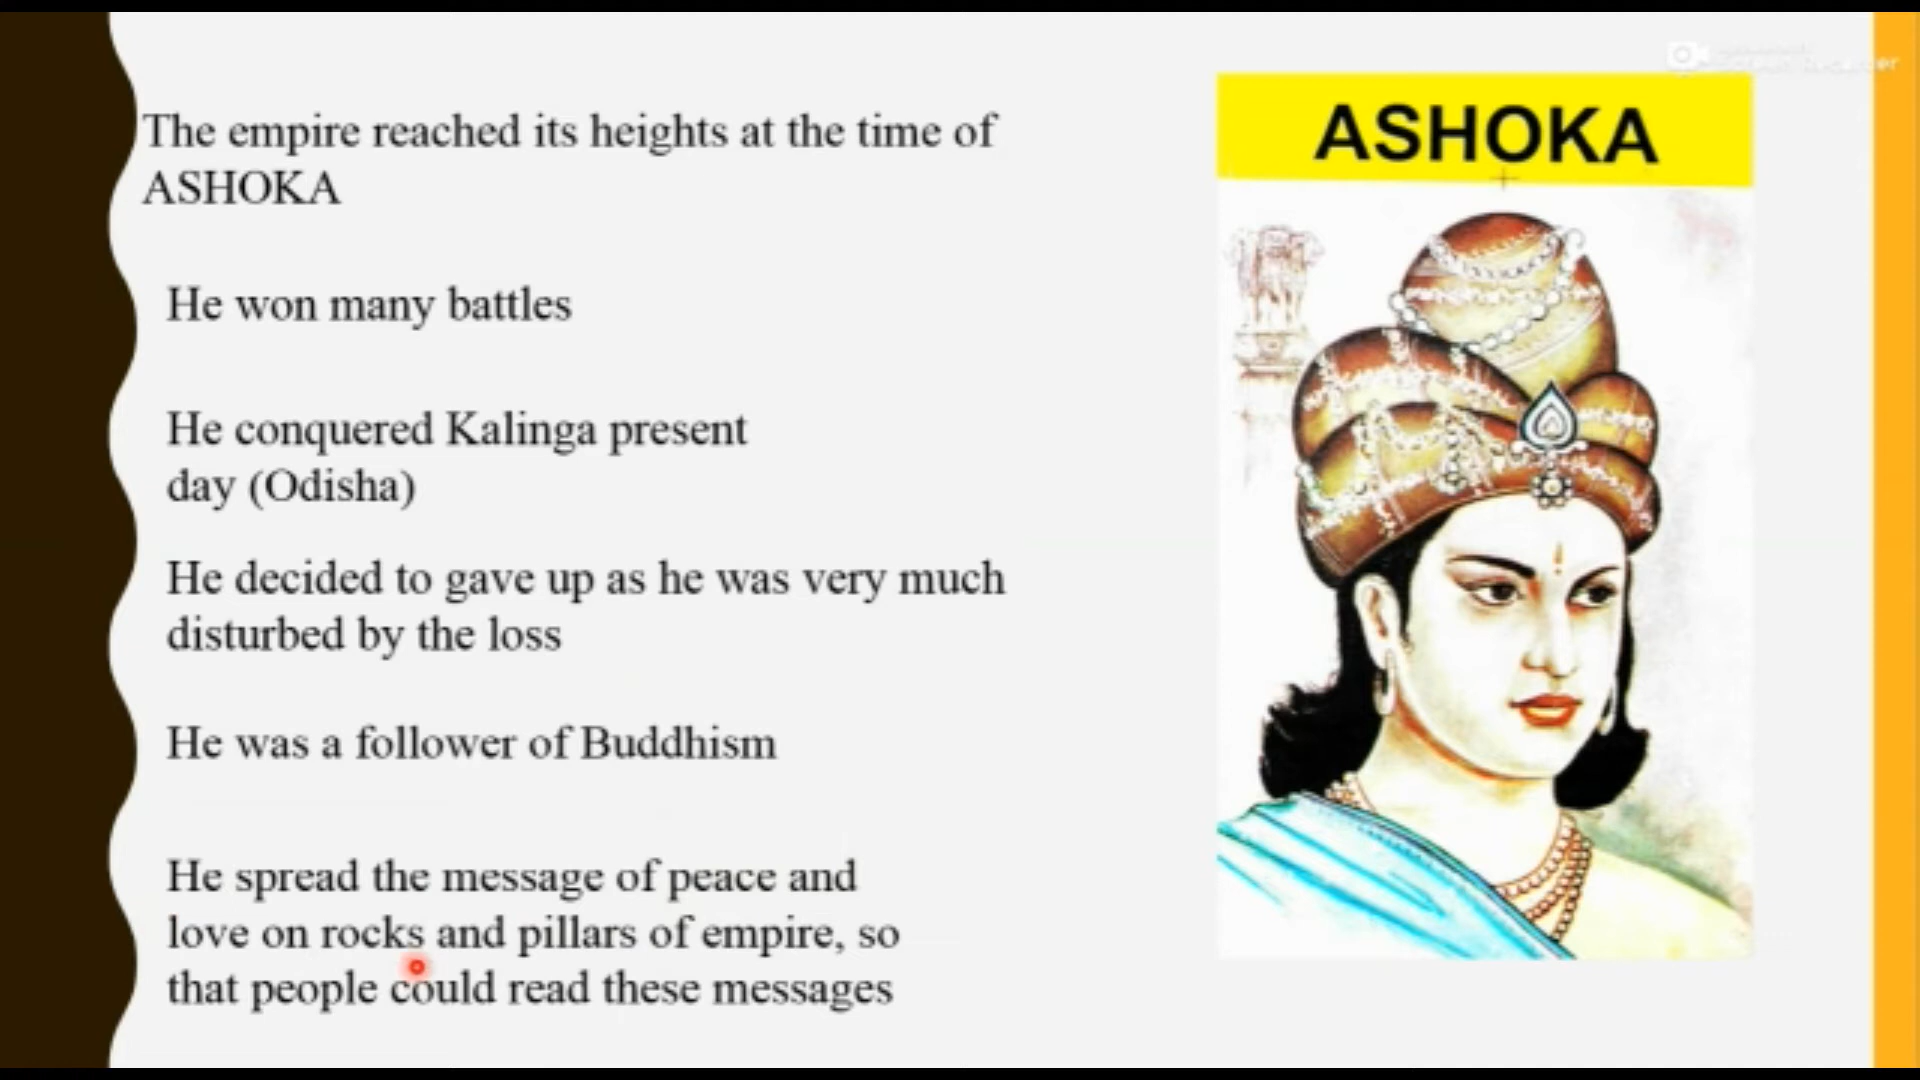 The empire reached its heights at the time of
ASHOKA
He won many battles
He conquered Kalinga present
day (Odisha)
He decided to gave up as he was very much
disturbed by the loss
He was a follower of Buddhism
He spread the message of peace and
love on rocks and pillars of empire, so
that people could read these messages
ASHOKA
Screen Recorder